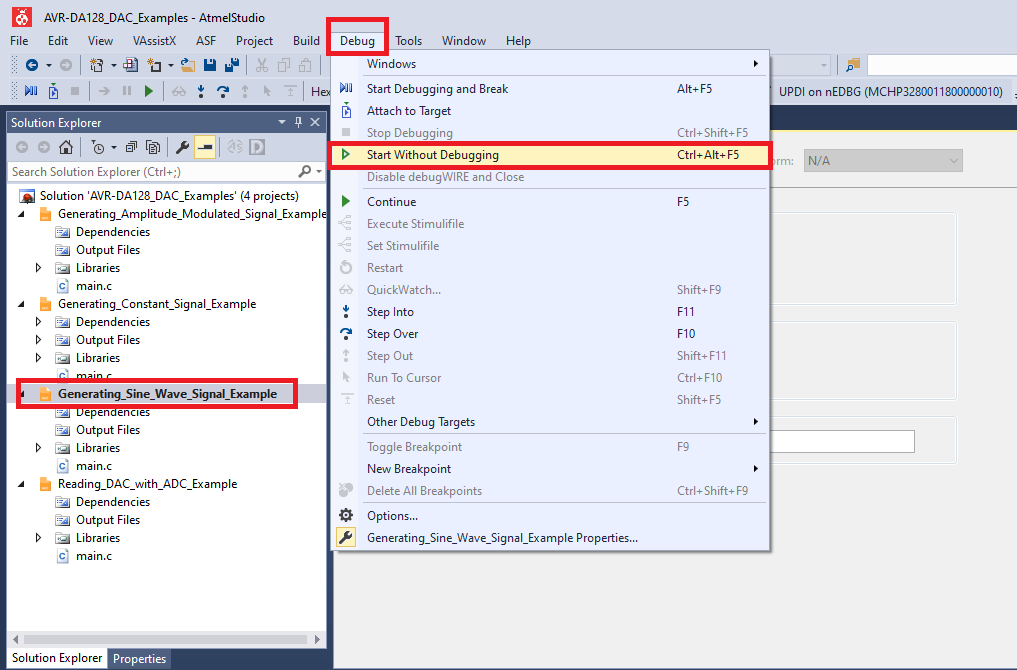 AVR-DA128_DAC_Examples - AtmelStudio
File Edit View VAssistX ASF Project Build Debug Tools Window Help
Hex
UPDI on nEDBG (MCHP3280011800000010)
Solution Explorer
Search Solution Explorer (Ctrl+;)
Solution 'AVR-DA128_DAC_Examples' (4 projects)
Generating_Amplitude_Modulated_Signal_Example
Dependencies
Output Files
Libraries
main.c
Generating_Constant_Signal_Example
Dependencies
Output Files
Libraries
main.c
Generating_Sine_Wave_Signal_Example
Dependencies
Output Files
Libraries
main.c
Reading_DAC_with_ADC_Example
Dependencies
Output Files
Libraries
main.c
Solution Explorer Properties
Windows
Start Debugging and Break Alt+F5
Attach to Target
Stop Debugging Ctrl+Shift+F5
Start Without Debugging Ctrl+Alt+F5
Disable debugWIRE and Close
Continue F5
Execute Stimulifile
Set Stimulifile
Restart
QuickWatch... Shift+F9
Step Into F11
Step Over F10
Step Out Shift+F11
Run To Cursor Ctrl+F10
Reset Shift+F5
Other Debug Targets
Toggle Breakpoint F9
New Breakpoint
Delete All Breakpoints Ctrl+Shift+F9
Options...
Generating_Sine_Wave_Signal_Example Properties...
orm: N/A